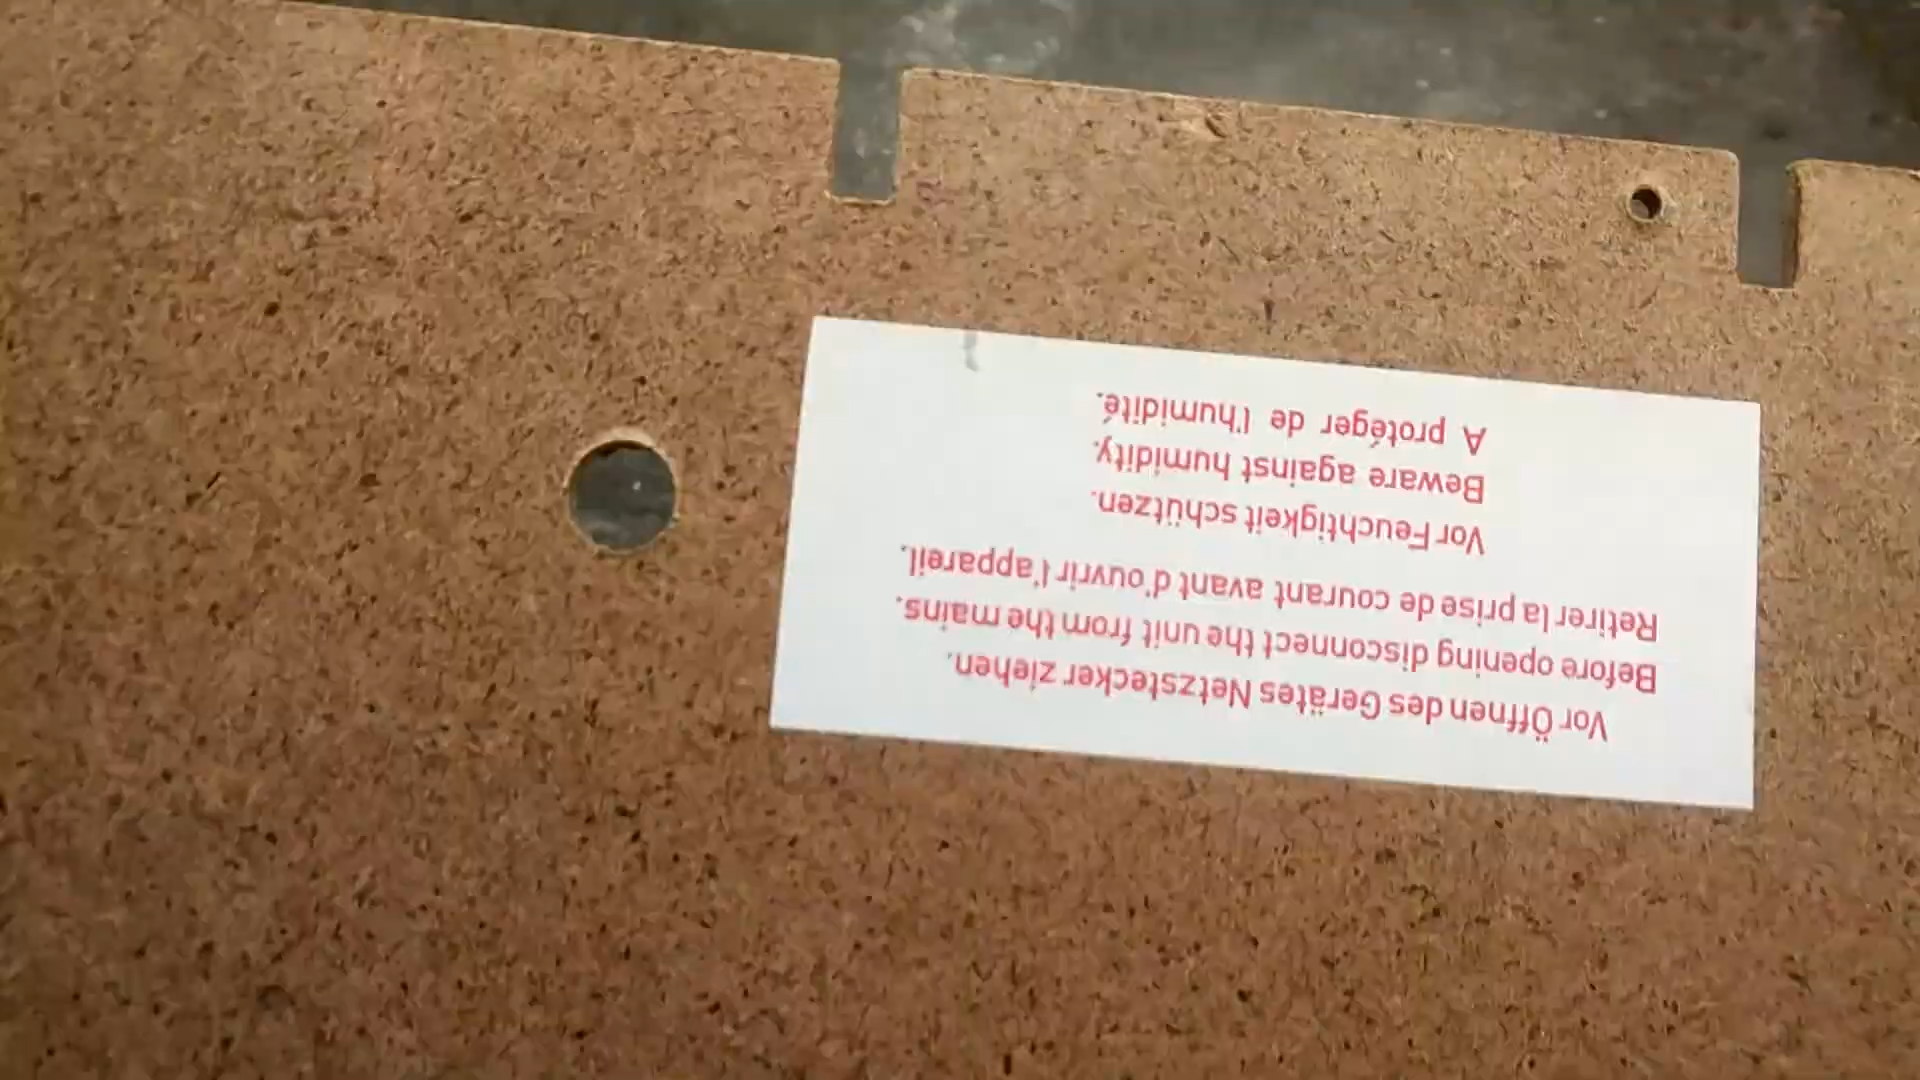 Vor Öffnen des Gerätes Netzstecker ziehen.
Before opening disconnect the unit from the mains.
Retirer la prise de courant avant d'ouvrir l'appareil.
Vor Feuchtigkeit schützen.
Beware against humidity.
A protéger de l'humidité.